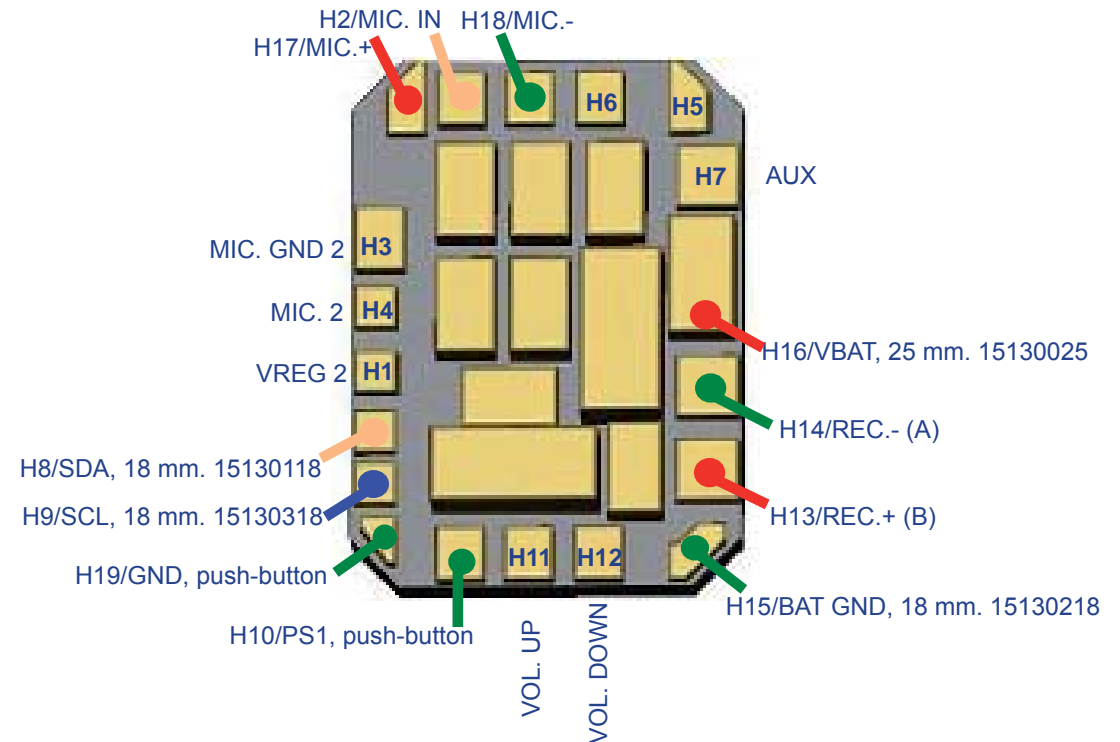 H2/MIC. IN
H18/MIC.-
H17/MIC.+
H6
H5
H7
AUX
MIC. GND 2
H3
MIC. 2
H4
H16/VBAT, 25 mm. 15130025
VREG 2
H1
H14/REC.- (A)
H8/SDA, 18 mm. 15130118
H9/SCL, 18 mm. 15130318
H13/REC.+ (B)
H11
H12
H19/GND, push-button
H15/BAT GND, 18 mm. 15130218
H10/PS1, push-button
VOL. UP
VOL. DOWN